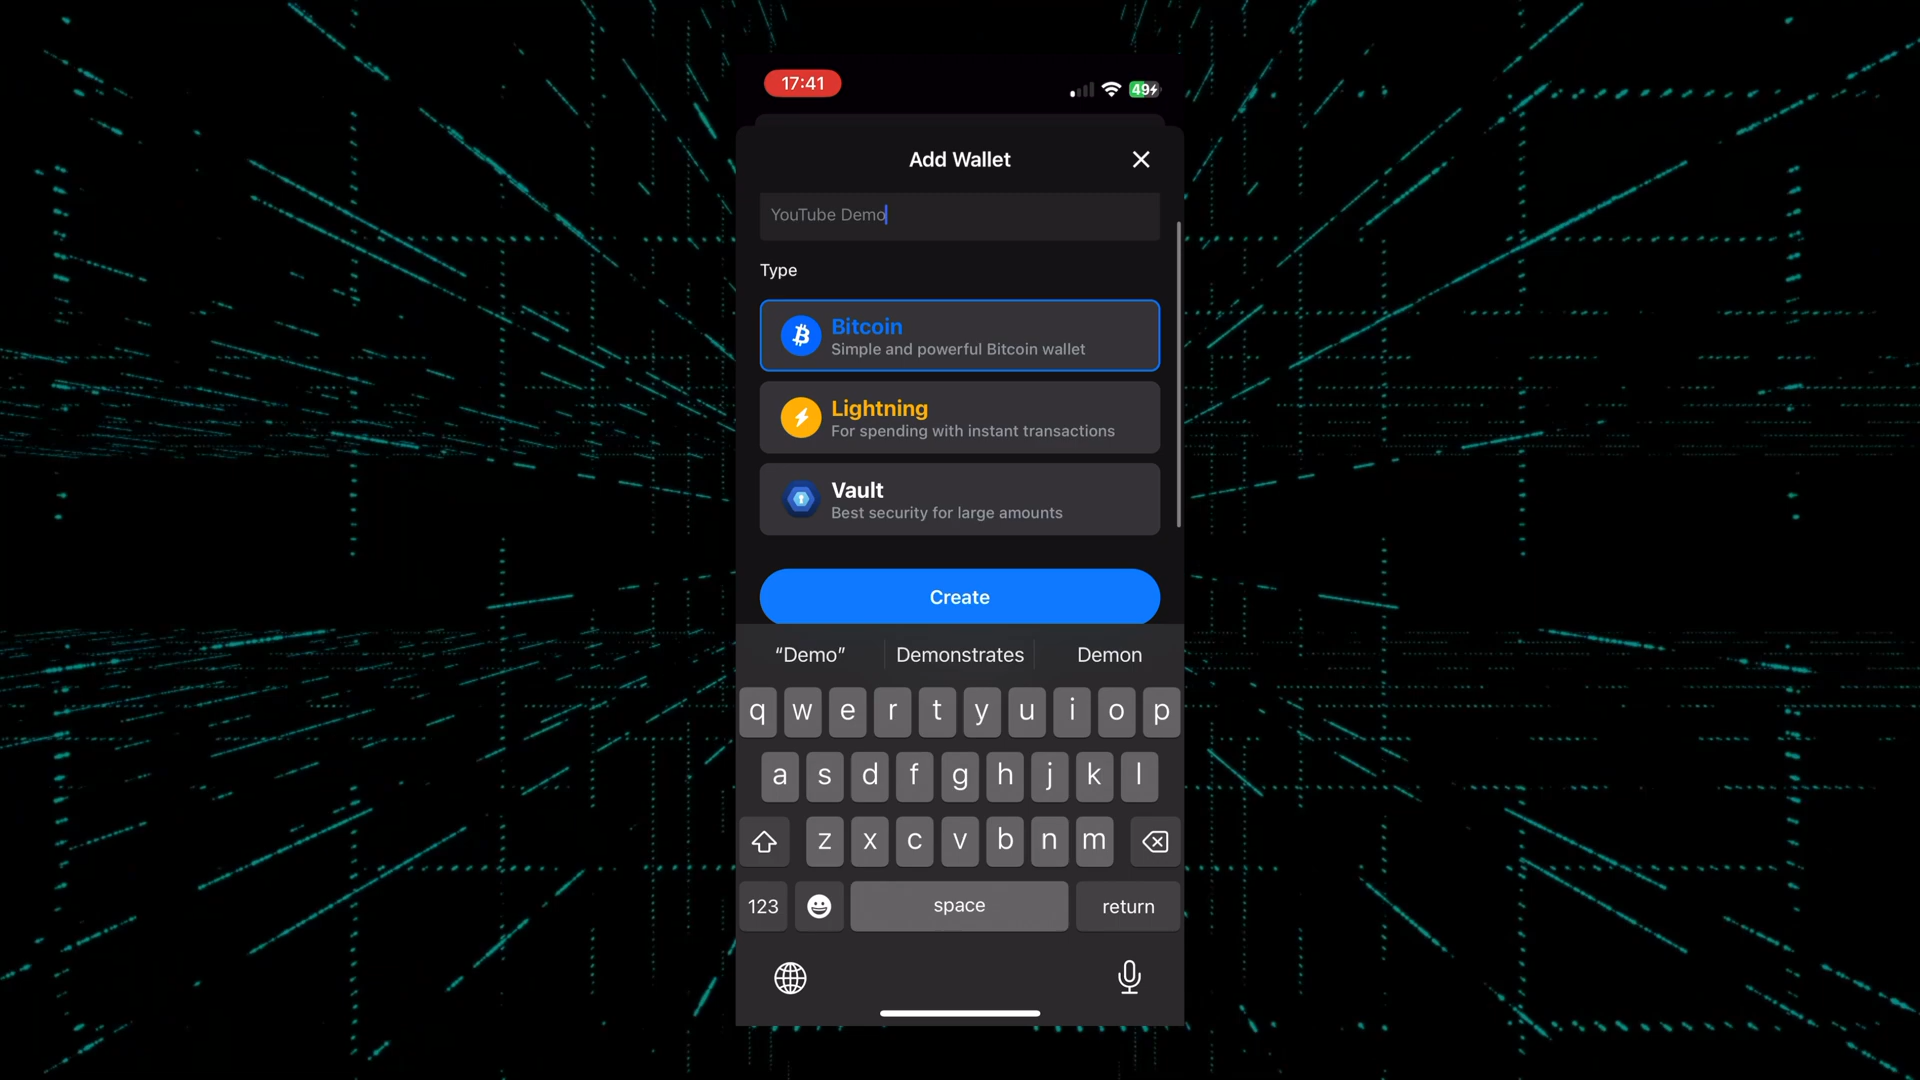 17:41
49
Add Wallet
YouTube Demo
Type
Bitcoin
Simple and powerful Bitcoin wallet
Lightning
For spending with instant transactions
Vault
Best security for large amounts
Create
“Demo” Demonstrates Demon
q w e r t y u i o p
a s d f g h j k l
z x c v b n m
123 space return